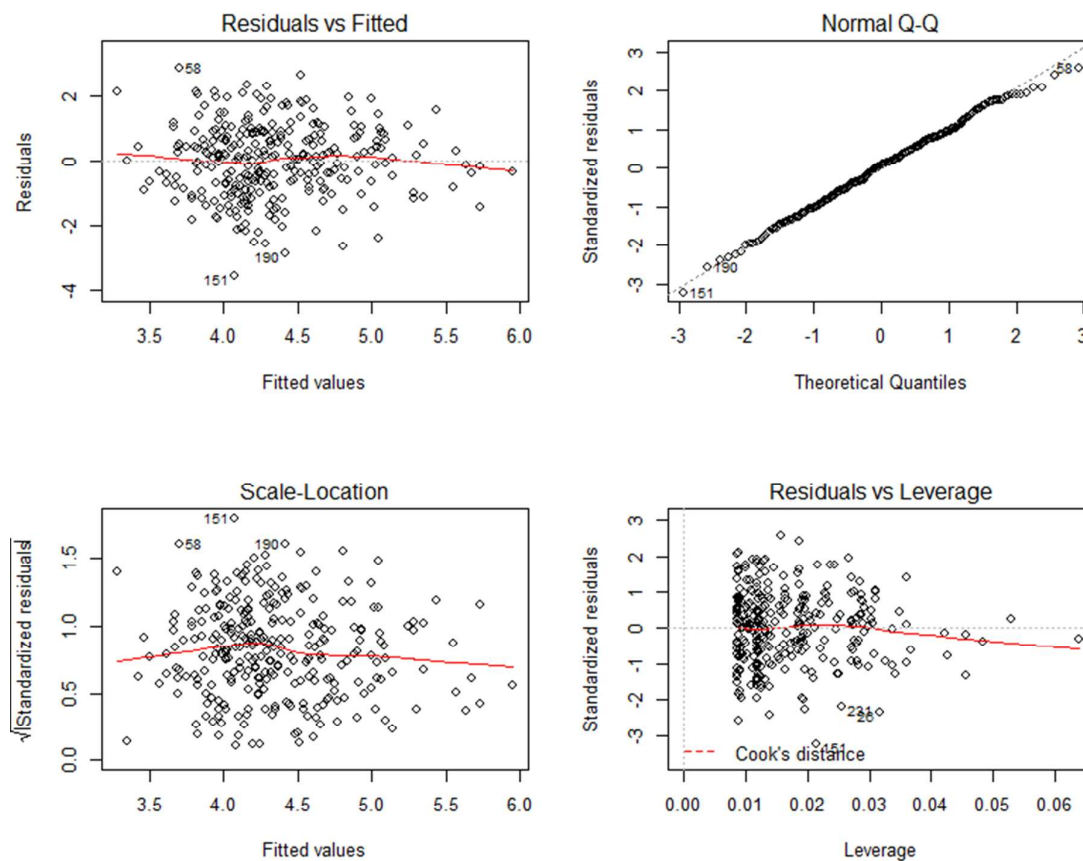 Residuals vs Fitted
Residuals
2
0
-2
-4
58
190
151
3.5 4.0 4.5 5.0 5.5 6.0
Fitted values
Normal Q-Q
Standardized residuals
3
2
1
0
-1
-2
-3
58
190
151
-3 -2 -1 0 1 2 3
Theoretical Quantiles
Scale-Location
√|Standardized residuals|
1.5
1.0
0.5
0.0
151
58
190
3.5 4.0 4.5 5.0 5.5 6.0
Fitted values
Residuals vs Leverage
Standardized residuals
3
2
1
0
-1
-2
-3
231
26
151
Cook's distance
0.00 0.01 0.02 0.03 0.04 0.05 0.06
Leverage